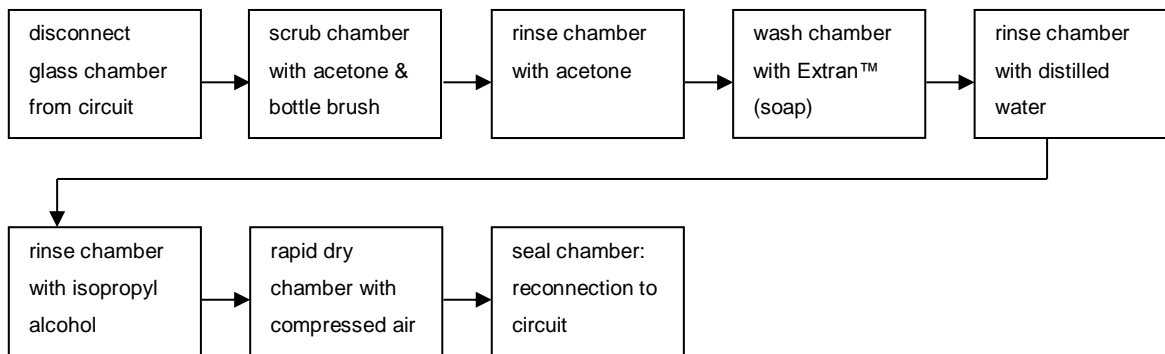 disconnect
glass chamber
from circuit
scrub chamber
with acetone &
bottle brush
rinse chamber
with acetone
wash chamber
with Extran™
(soap)
rinse chamber
with distilled
water
rinse chamber
with isopropyl
alcohol
rapid dry
chamber with
compressed air
seal chamber:
reconnection to
circuit